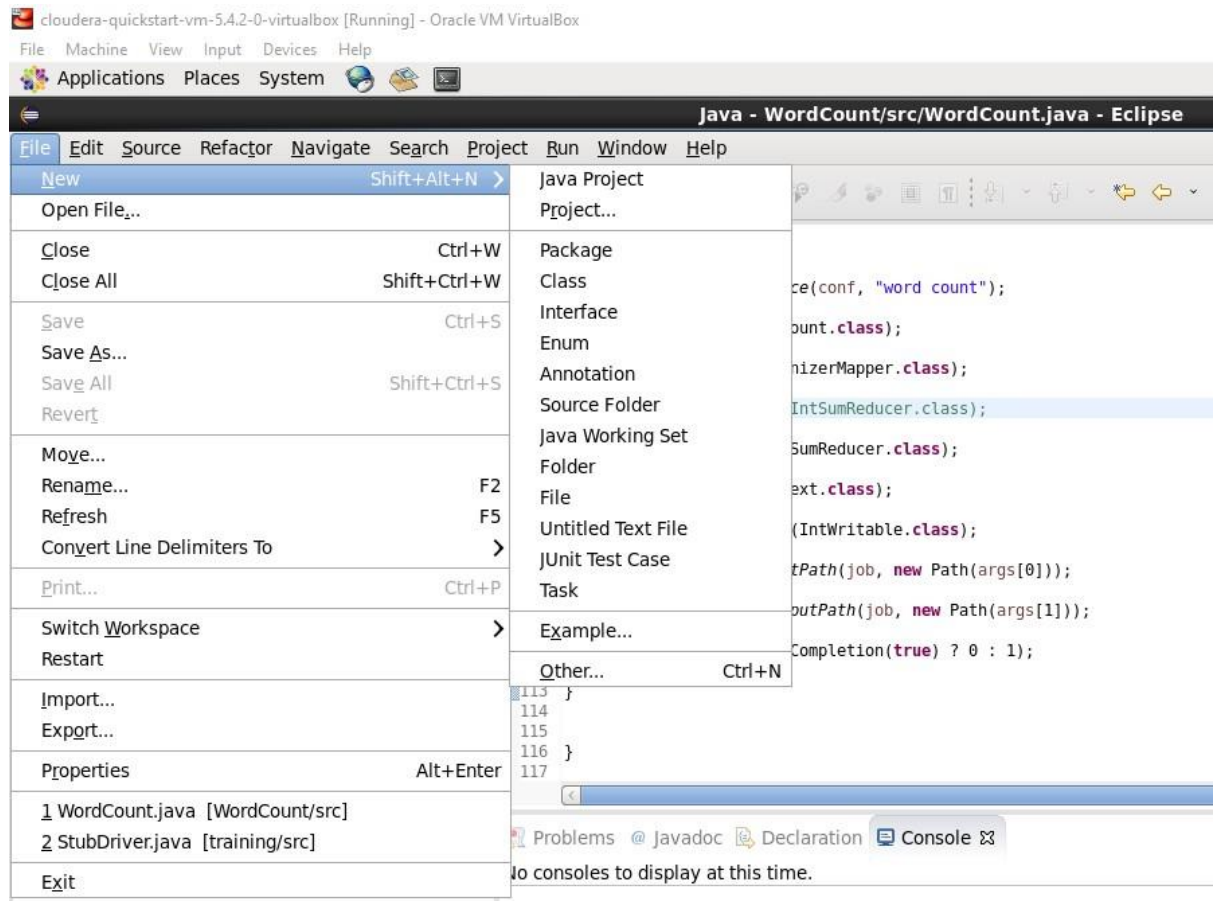 cloudera-quickstart-vm-5.4.2-0-virtualbox [Running] - Oracle VM VirtualBox
File Machine View Input Devices Help
Applications Places System
Java - WordCount/src/WordCount.java - Eclipse
File Edit Source Refactor Navigate Search Project Run Window Help
New Shift+Alt+N
Open File...
Close Ctrl+W
Close All Shift+Ctrl+W
Save Ctrl+S
Save As...
Save All Shift+Ctrl+S
Revert
Move...
Rename... F2
Refresh F5
Convert Line Delimiters To
Print... Ctrl+P
Switch Workspace
Restart
Import...
Export...
Properties Alt+Enter
1 WordCount.java [WordCount/src]
2 StubDriver.java [training/src]
Exit
Java Project
Project...
Package
Class
Interface
Enum
Annotation
Source Folder
Java Working Set
Folder
File
Untitled Text File
JUnit Test Case
Task
Example...
Other... Ctrl+N
(conf, "word count");
.class);
.class);
IntSumReducer.class);
SumReducer.class);
.class);
(IntWritable.class);
Path(job, new Path(args[0]));
Path(job, new Path(args[1]));
Completion(true) ? 0 : 1);
113 }
114
115
116 }
117
Problems @ Javadoc Declaration Console
No consoles to display at this time.